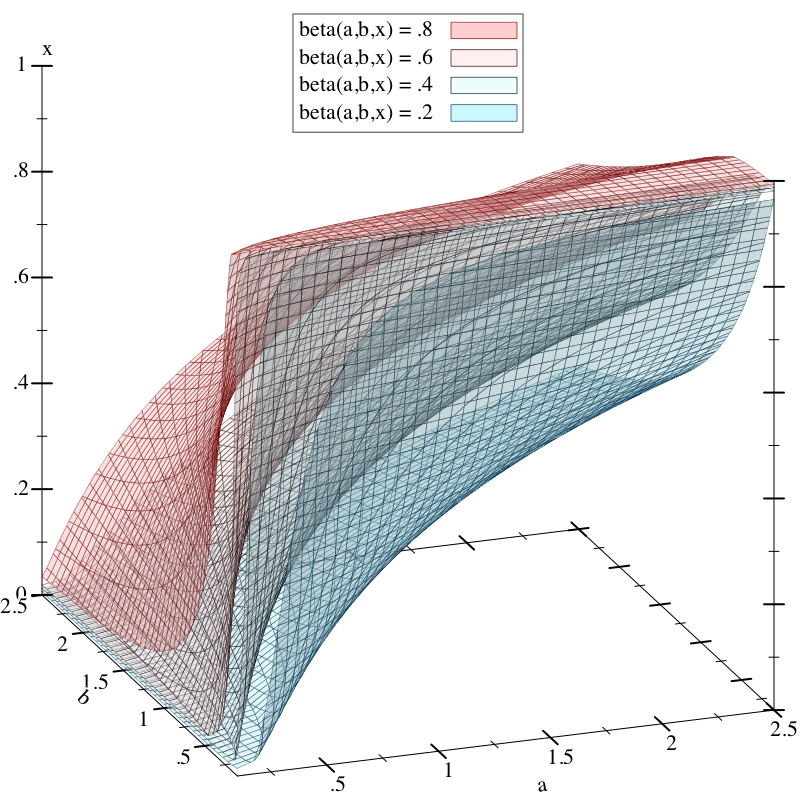 beta(a,b,x) = .8
beta(a,b,x) = .6
beta(a,b,x) = .4
beta(a,b,x) = .2
x
1
.8
.6
.4
.2
0
2.5
2
1.5
b
1
.5
.5
1
1.5
2
2.5
a